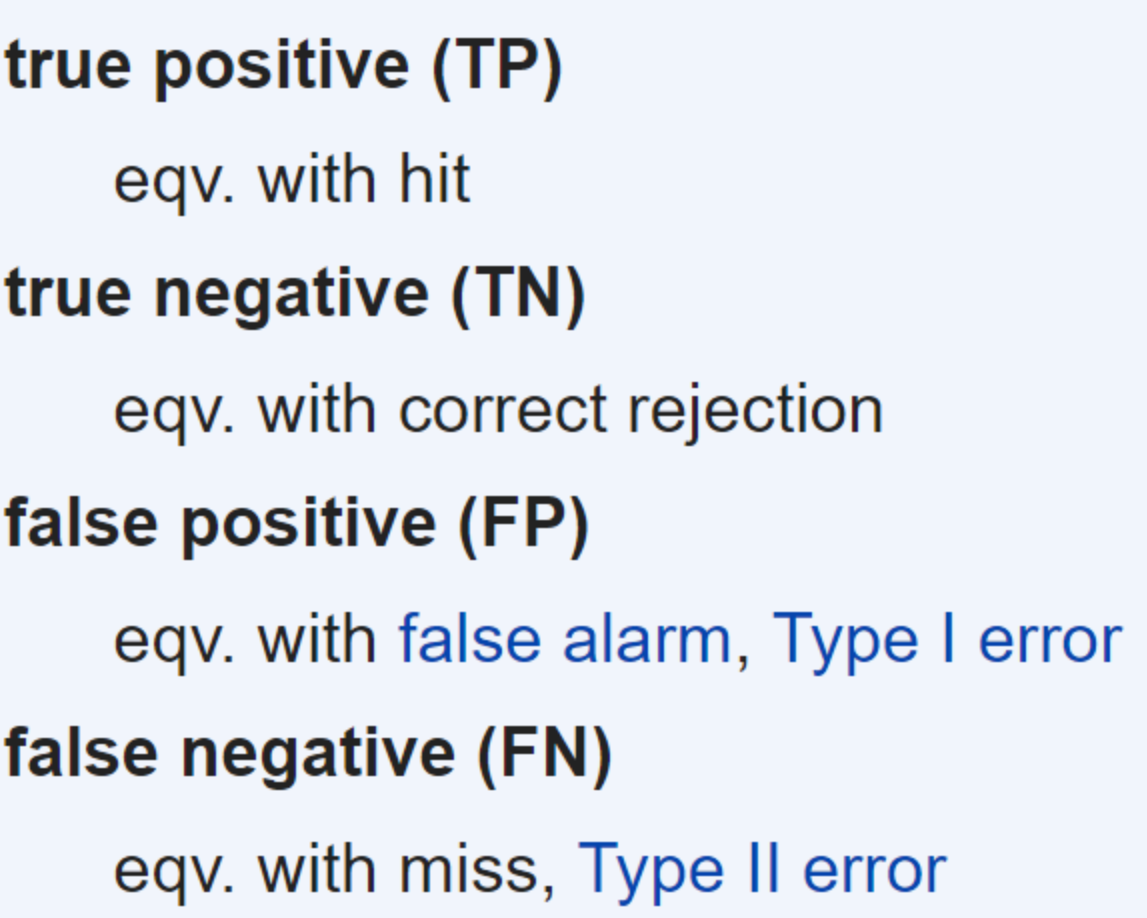 true positive (TP)
eqv. with hit
true negative (TN)
eqv. with correct rejection
false positive (FP)
eqv. with false alarm, Type I error
false negative (FN)
eqv. with miss, Type II error